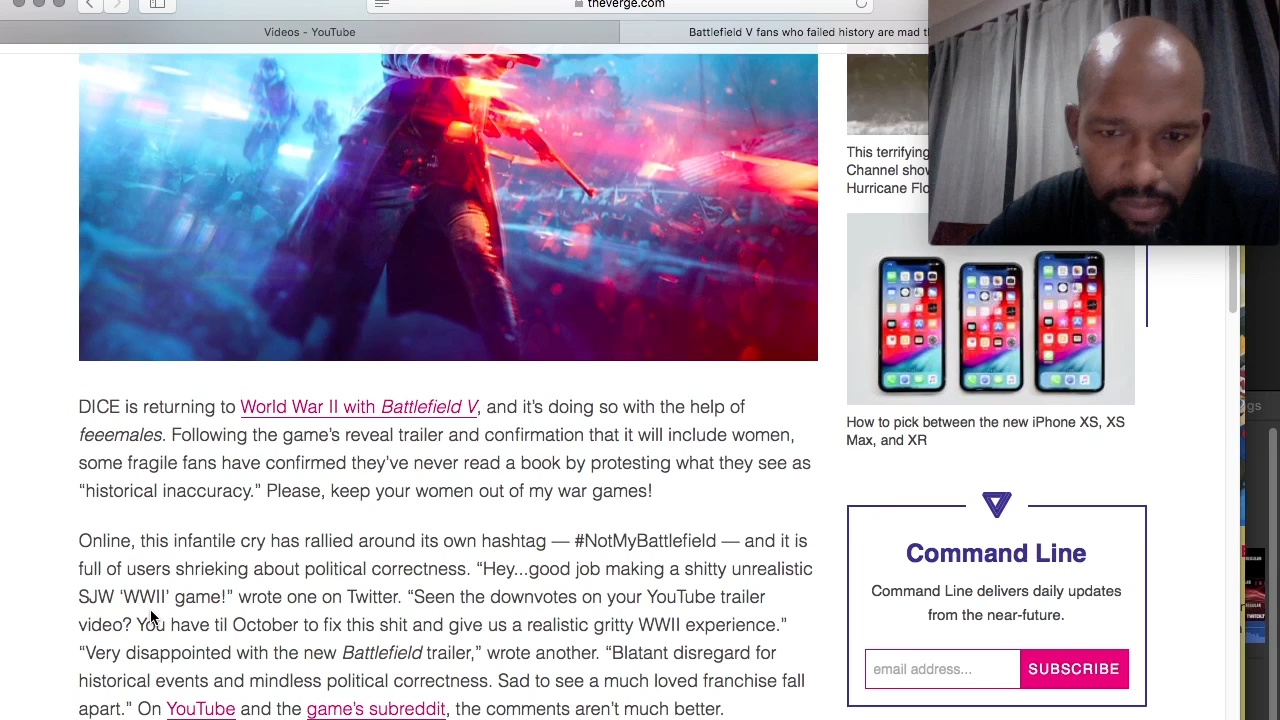 theverge.com
Videos - YouTube
Battlefield V fans who failed history are mad th
This terrifying
Channel show
Hurricane Flo
How to pick between the new iPhone XS, XS
Max, and XR
DICE is returning to World War II with Battlefield V, and it's doing so with the help of
feeemales. Following the game's reveal trailer and confirmation that it will include women,
some fragile fans have confirmed they've never read a book by protesting what they see as
“historical inaccuracy.” Please, keep your women out of my war games!
Online, this infantile cry has rallied around its own hashtag — #NotMyBattlefield — and it is
full of users shrieking about political correctness. “Hey...good job making a shitty unrealistic
SJW ‘WWII’ game!” wrote one on Twitter. “Seen the downvotes on your YouTube trailer
video? You have til October to fix this shit and give us a realistic gritty WWII experience.”
“Very disappointed with the new Battlefield trailer,” wrote another. “Blatant disregard for
historical events and mindless political correctness. Sad to see a much loved franchise fall
apart.” On YouTube and the game's subreddit, the comments aren't much better.
Command Line
Command Line delivers daily updates
from the near-future.
email address...
SUBSCRIBE
gs